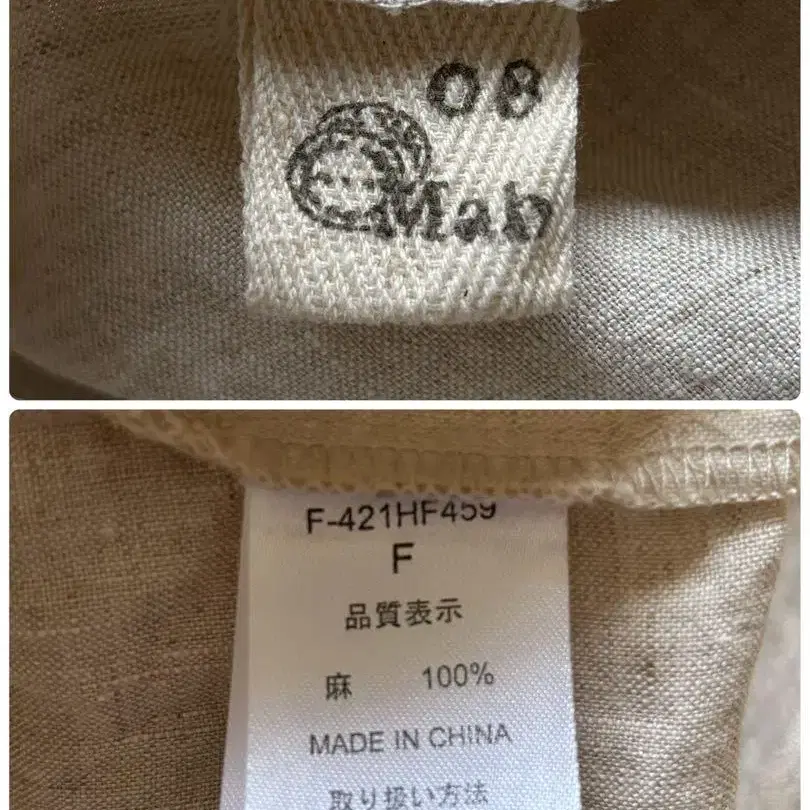 08
Mab
F-421HF459
F
品質表示
麻 100%
MADE IN CHINA
取り扱い方法